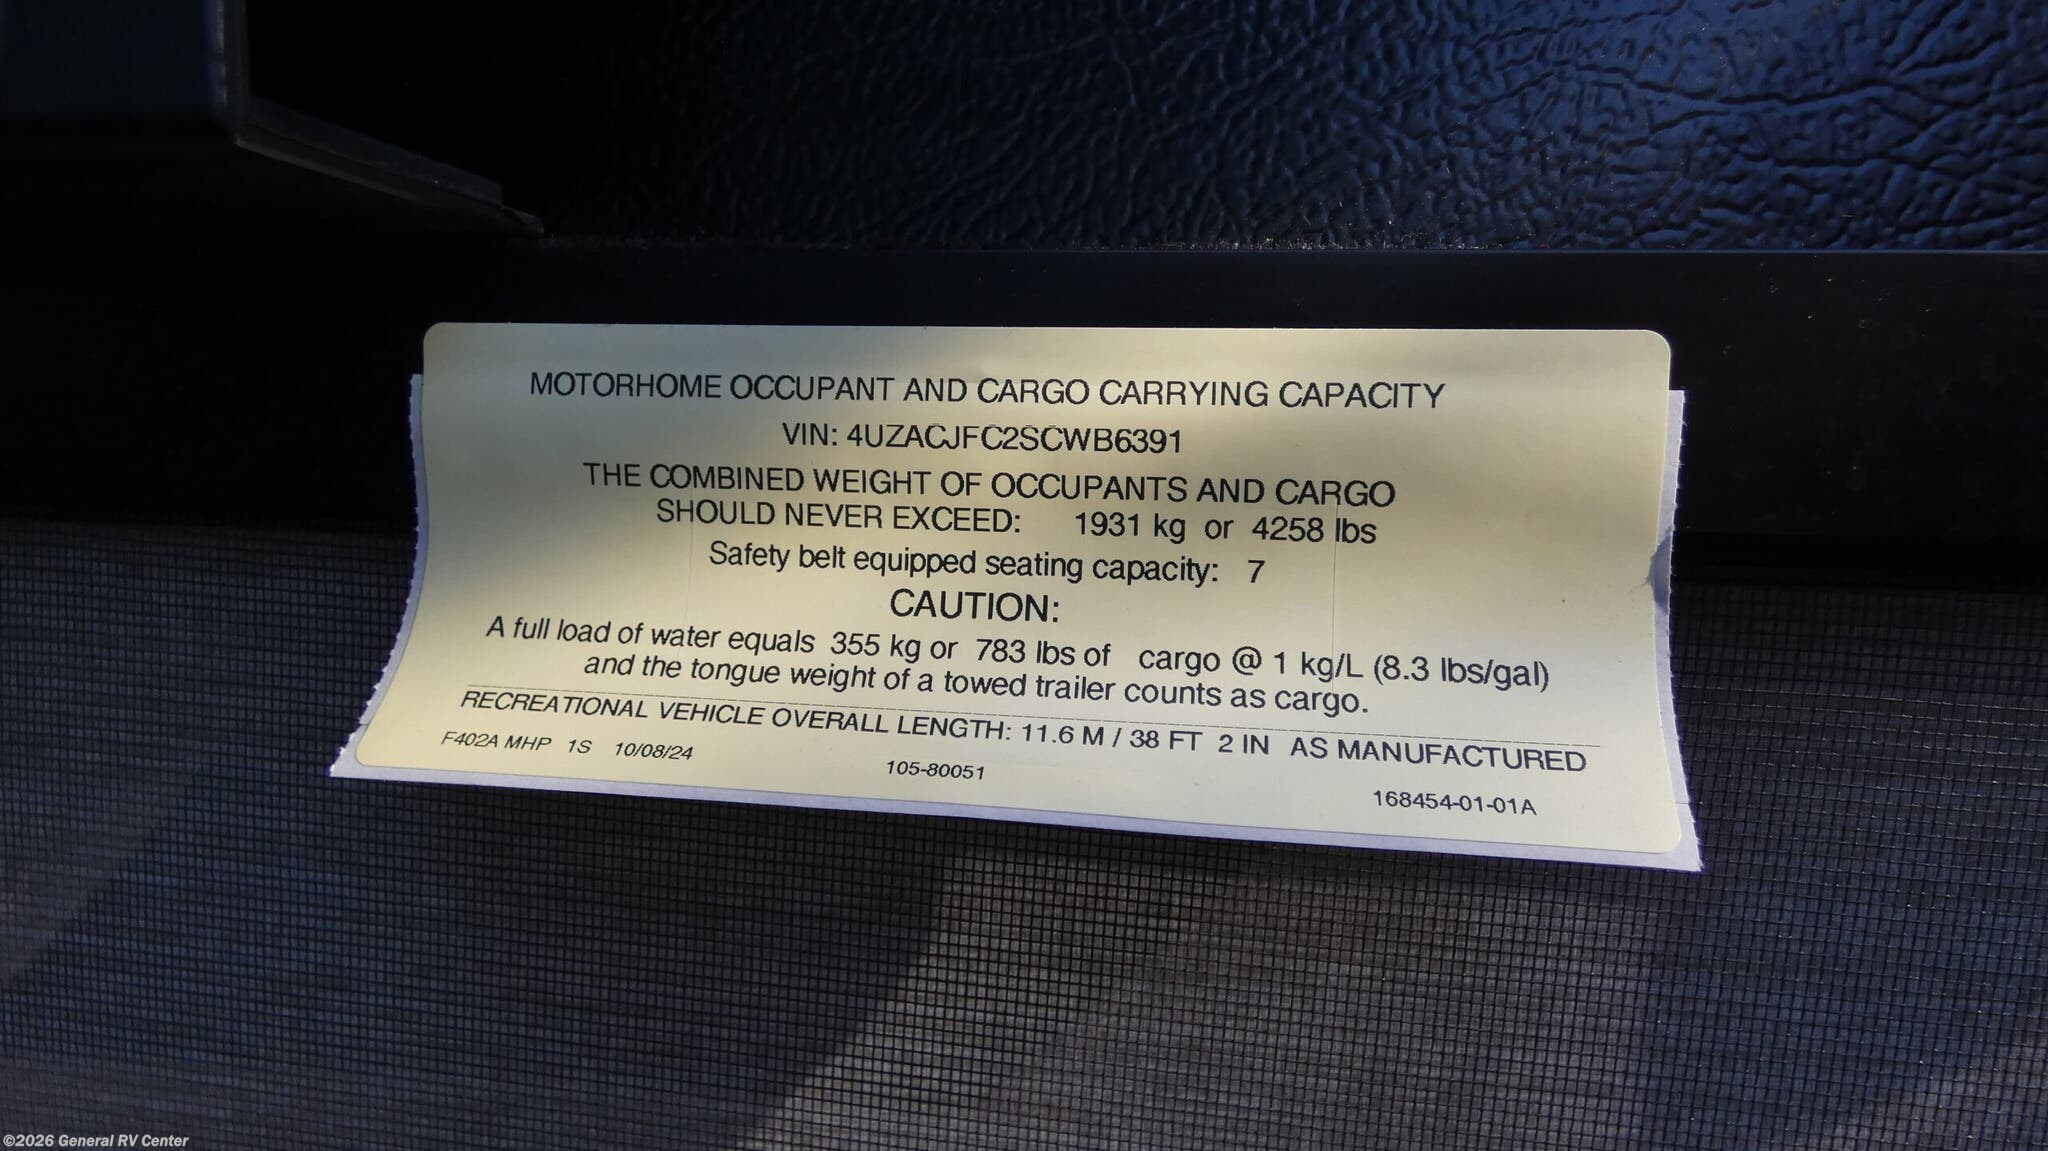 MOTORHOME OCCUPANT AND CARGO CARRYING CAPACITY
VIN: 4UZACJFC2SCWB6391
THE COMBINED WEIGHT OF OCCUPANTS AND CARGO
SHOULD NEVER EXCEED: 1931 kg or 4258 lbs
Safety belt equipped seating capacity: 7
CAUTION:
A full load of water equals 355 kg or 783 lbs of cargo @ 1 kg/L (8.3 lbs/gal)
and the tongue weight of a towed trailer counts as cargo.
RECREATIONAL VEHICLE OVERALL LENGTH: 11.6 M / 38 FT 2 IN AS MANUFACTURED
F402A MHP 1S 10/08/24
105-80051
168454-01-01A
©2026 General RV Center